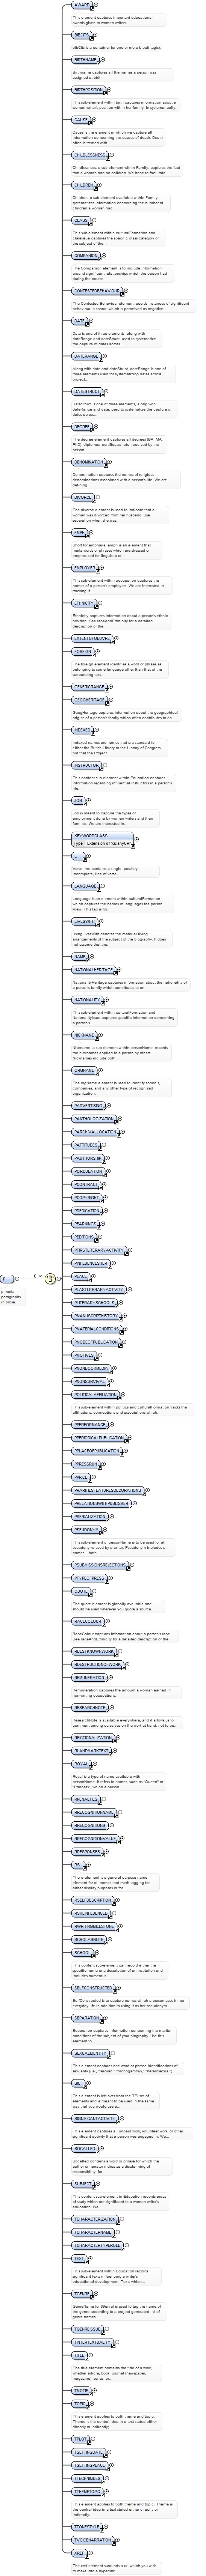 AWARD
This element captures important educational
awards given to women writers.
BIBCITS
bibCits is a container for one or more bibcit tag(s).
BIRTHNAME
Birthname captures all the names a person was
assigned at birth.
BIRTHPOSITION
This sub-element within birth captures information about a
woman writer's position within her family. In systematically...
CAUSE
Cause is the element in which we capture all
information concerning the causes of death. Death
often is treated with...
CHILDLESSNESS
Childlessness, a sub-element within Family, captures the fact
that a woman had no children. We hope to facilitate...
CHILDREN
Children, a sub-element available within Family,
systematises information concerning the number of
children a woman had...
CLASS
This sub-element within cultureFormation and
classIssue captures the specific class category of
the subject of the...
COMPANION
The Companion element is to include information
around significant relationships which the person had
during the course...
CONTESTEDBEHAVIOUR
The Contested Behaviour element records instances of significant
behaviour in school which is perceived as negative...
DATE
Date is one of three elements, along with
dateRange and dateStruct, used to systematise
the capture of dates across...
DATERANGE
Along with date and dateStruct, dateRange is one of
three elements used for systematising dates across
project...
DATESTRUCT
DateStruct is one of three elements, along with
dateRange and date, used to systematise the capture of
dates across...
DEGREE
The degree element captures all degrees (BA, MA,
PhD), diplomas, certificates, etc. received by the
person.
DENOMINATION
Denomination captures the names of religious
denominations associated with a person's life. We are
defining...
DIVORCE
The divorce element is used to indicate that a
woman was divorced from her husband. Use
separation when she was...
EMPH
Short for emphasis, emph is an element that
marks words or phrases which are stressed or
emphasised for linguistic or...
EMPLOYER
This sub-element within occupation captures the
names of a person's employers. We are interested in
tracking if...
ETHNICITY
Ethnicity captures information about a person's ethnic
position. See raceAndEthnicity for a detailed
description of the...
EXTENTOFOEUVRE
FOREIGN
The foreign element identifies a word or phrase as
belonging to some language other than that of the
surrounding text
GENERICRANGE
GEOGHERITAGE
GeogHeritage captures information about the geographical
origins of a person's family which often contributes to an...
INDEXED
Indexed names are names that are deemed to
either the British Library or the Library of Congress
but that the Project...
INSTRUCTOR
This content sub-element within Education captures
information regarding influential instructors in a person's
life...
JOB
Job is meant to capture the types of
employment done by women writers and their
families. We are interested in...
KEYWORDCLASS
Type Extension of 'xs:anyURI'
L
Verse line contains a single, possibly
incomplete, line of verse
LANGUAGE
Language is an element within cultureFormation
which captures the names of languages the person
knew. This tag is for...
LIVESWITH
Using livesWith denotes the material living
arrangements of the subject of the biography. It does
not assume that the...
NAME
NATIONALHERITAGE
NationalityHeritage captures information about the nationality of
a person's family which contributes to an...
NATIONALITY
This sub-element within cultureFormation and
NationalityIssue captures specific information concerning
a person's...
NICKNAME
Nickname, a sub-element within personName, records
the nicknames applied to a person by others.
Nicknames include both...
ORGNAME
The orgName element is used to identify schools,
companies, and any other type of recognized
organisation.
PADVERTISING
PANTHOLOGIZATION
PARCHIVALLOCATION
PATTITUDES
PAUTHORSHIP
PCIRCULATION
PCONTRACT
PCOPYRIGHT
PDEDICATION
PEARNINGS
PEDITIONS
P
0..∞
p marks
paragraphs
in prose.
PFIRSTLITERARYACTIVITY
PINFLUENCESHER
PLACE
PLASTLITERARYACTIVITY
PLITERARYSCHOOLS
PMANUSCRIPTHISTORY
PMATERIALCONDITIONS
PMODEOFPUBLICATION
PMOTIVES
PNONBOOKMEDIA
PNONSURVIVAL
POLITICALAFFILIATION
This sub-element within politics and cultureFormation treats the
affiliations, connections and associations which...
PPERFORMANCE
PPERIODICALPUBLICATION
PPLACEOFPUBLICATION
PPRESSRUN
PPRICE
PRARITIESFEATURESDECORATIONS
PRELATIONSWITHPUBLISHER
PSERIALIZATION
PSEUDONYM
This sub-element of personName is to be used for all
pseudonyms used by a writer. Pseudonyms include all
names -- both...
PSUBMISSIONSREJECTIONS
PTYPEOFPRESS
QUOTE
The quote element is globally available and
should be used wherever you quote a source.
RACECOLOUR
RaceColour captures information about a person's race.
See raceAndEthnicity for a detailed description of the...
RBESTKNOWNWORK
RDESTRUCTIONOFWORK
REMUNERATION
Remuneration captures the amount a woman earned in
non-writing occupations.
RESEARCHNOTE
ResearchNote is available everywhere, and it allows us to
comment among ourselves on the work at hand, not to be...
RFICTIONALIZATION
RLANDMARKTEXT
ROYAL
Royal is a type of name available with
personName. It refers to names, such as "Queen" or
"Princess", which a person...
RPENALTIES
RRECOGNITIONNAME
RRECOGNITIONS
RRECOGNITIONVALUE
RRESPONSES
RS
The rs element is a general purpose name
element for all names that merit tagging for
either display purposes or for...
RSELFDESCRIPTION
RSHEINFLUENCED
RWRITINGMILESTONE
SCHOLARNOTE
SCHOOL
This content sub-element can record either the
specific name or a description of an institution and
includes numerous...
SELFCONSTRUCTED
SelfConstructed is to capture names which a person uses in her
everyday life in addition to using it as her pseudonym...
SEPARATION
Separation captures information concerning the marital
conditions of the subject of your biography. Use the
element to...
SEXUALIDENTITY
This element captures one word or phrase identifications of
sexuality (i.e., "lesbian," "monogamous," "heterosexual")...
SIC
This element is left over from the TEI set of
elements and is meant to be used in the same
way that you would use a...
SIGNIFICANTACTIVITY
This element captures all unpaid work, volunteer work, or other
significant activity that a person was engaged in. We...
SOCALLED
Socalled contains a word or phrase for which the
author or narrator indicates a disclaiming of
responsibility, for...
SUBJECT
This content sub-element in Education records areas
of study which are significant to a woman writer's
education. We...
TCHARACTERIZATION
TCHARACTERNAME
TCHARACTERTYPEROLE
TEXT
This sub-element within Education records
significant texts influencing a writer's
educational development. Texts which...
TGENRE
GenreName (or tGenre) is used to tag the name of
the genre according to a project-generated list of
genre names.
TGENREISSUE
TINTERTEXTUALITY
TITLE
The title element contains the title of a work,
whether article, book, journal (newspaper,
magazine), series, or...
TMOTIF
TOPIC
This element applies to both theme and topic.
Theme is the central idea in a text stated either
directly or indirectly...
TPLOT
TSETTINGDATE
TSETTINGPLACE
TTECHNIQUES
TTHEMETOPIC
This element applies to both theme and topic. Theme is
the central idea in a text stated either directly or
indirectly...
TTONESTYLE
TVOICENARRATION
XREF
The xref element surrounds a url which you wish
to make into a hyperlink.